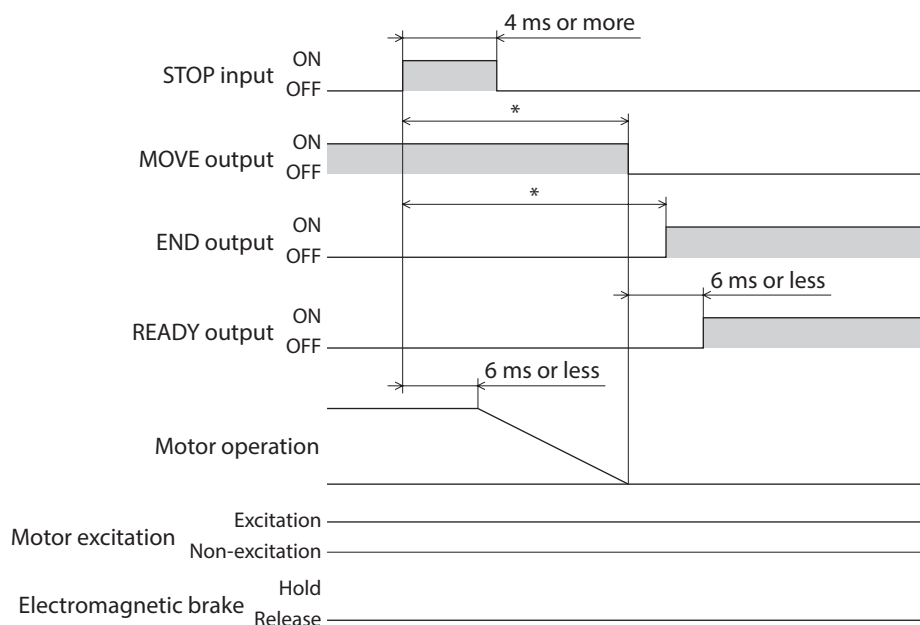 4 ms or more
STOP input
ON
OFF
*
MOVE output
ON
OFF
*
END output
ON
OFF
6 ms or less
READY output
ON
OFF
6 ms or less
Motor operation
Motor excitation
Excitation
Non-excitation
Electromagnetic brake
Hold
Release